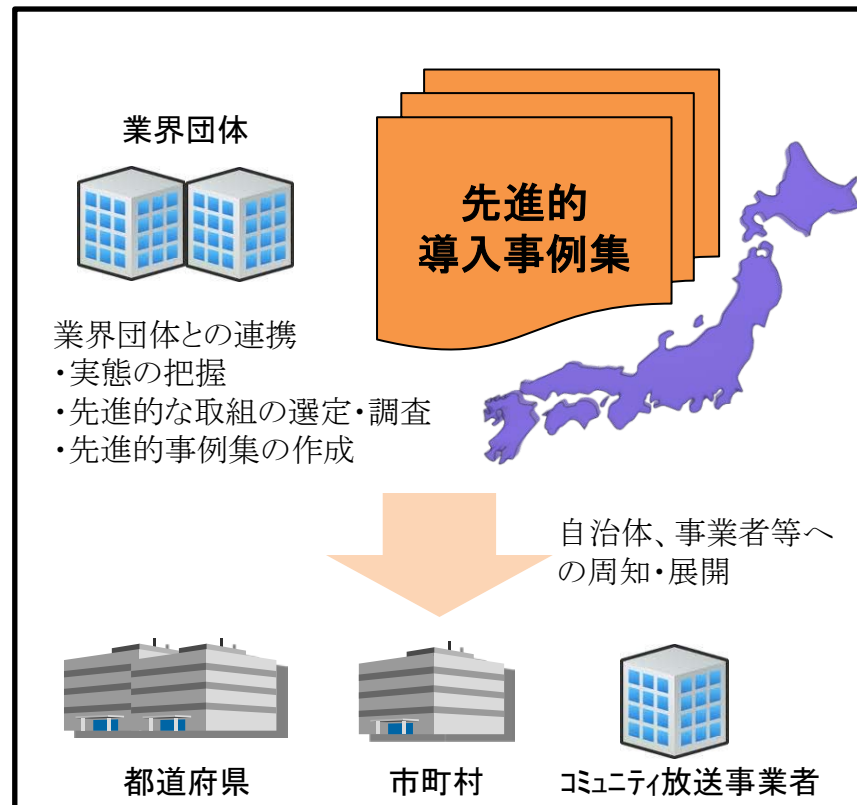 業界団体
先進的
導入事例集
業界団体との連携
・実態の把握
・先進的な取組の選定・調査
・先進的事例集の作成
自治体、事業者等へ
の周知・展開
都道府県
市町村
ｺﾐｭﾆﾃｨ放送事業者